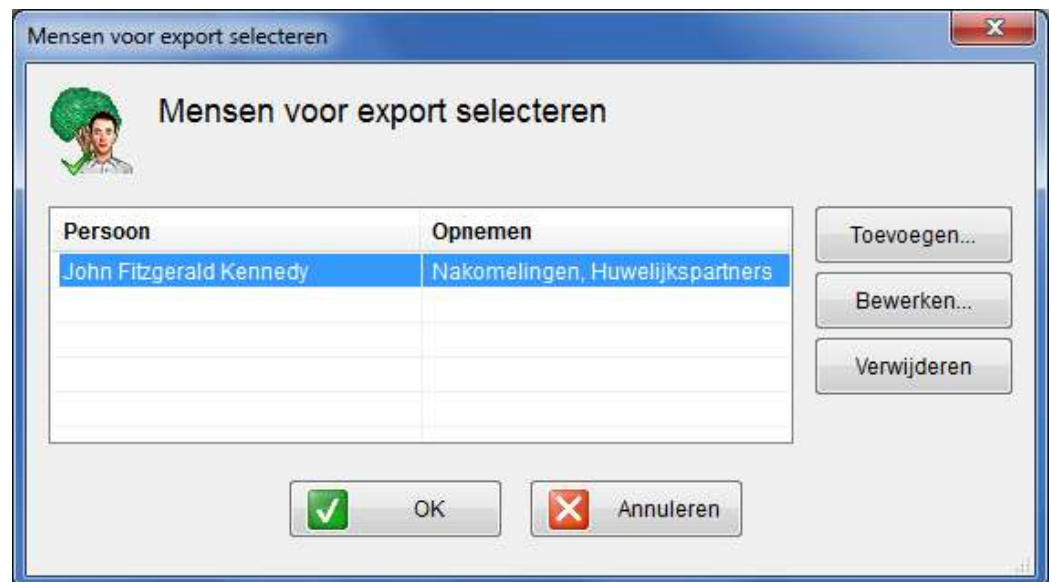 Mensen voor export selecteren
Mensen voor export selecteren
Persoon Opnemen
John Fitzgerald Kennedy Nakomelingen, Huwelijkspartners
Toevoegen...
Bewerken...
Verwijderen
OK Annuleren